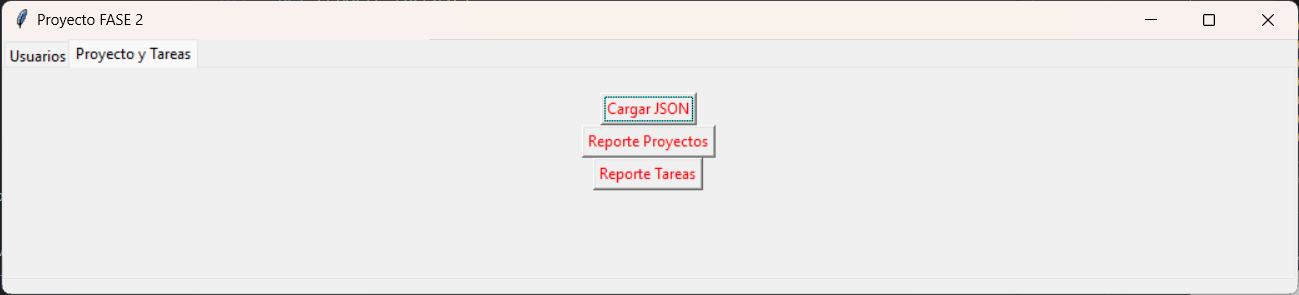 Proyecto FASE 2
Usuarios Proyecto y Tareas
Cargar JSON
Reporte Proyectos
Reporte Tareas